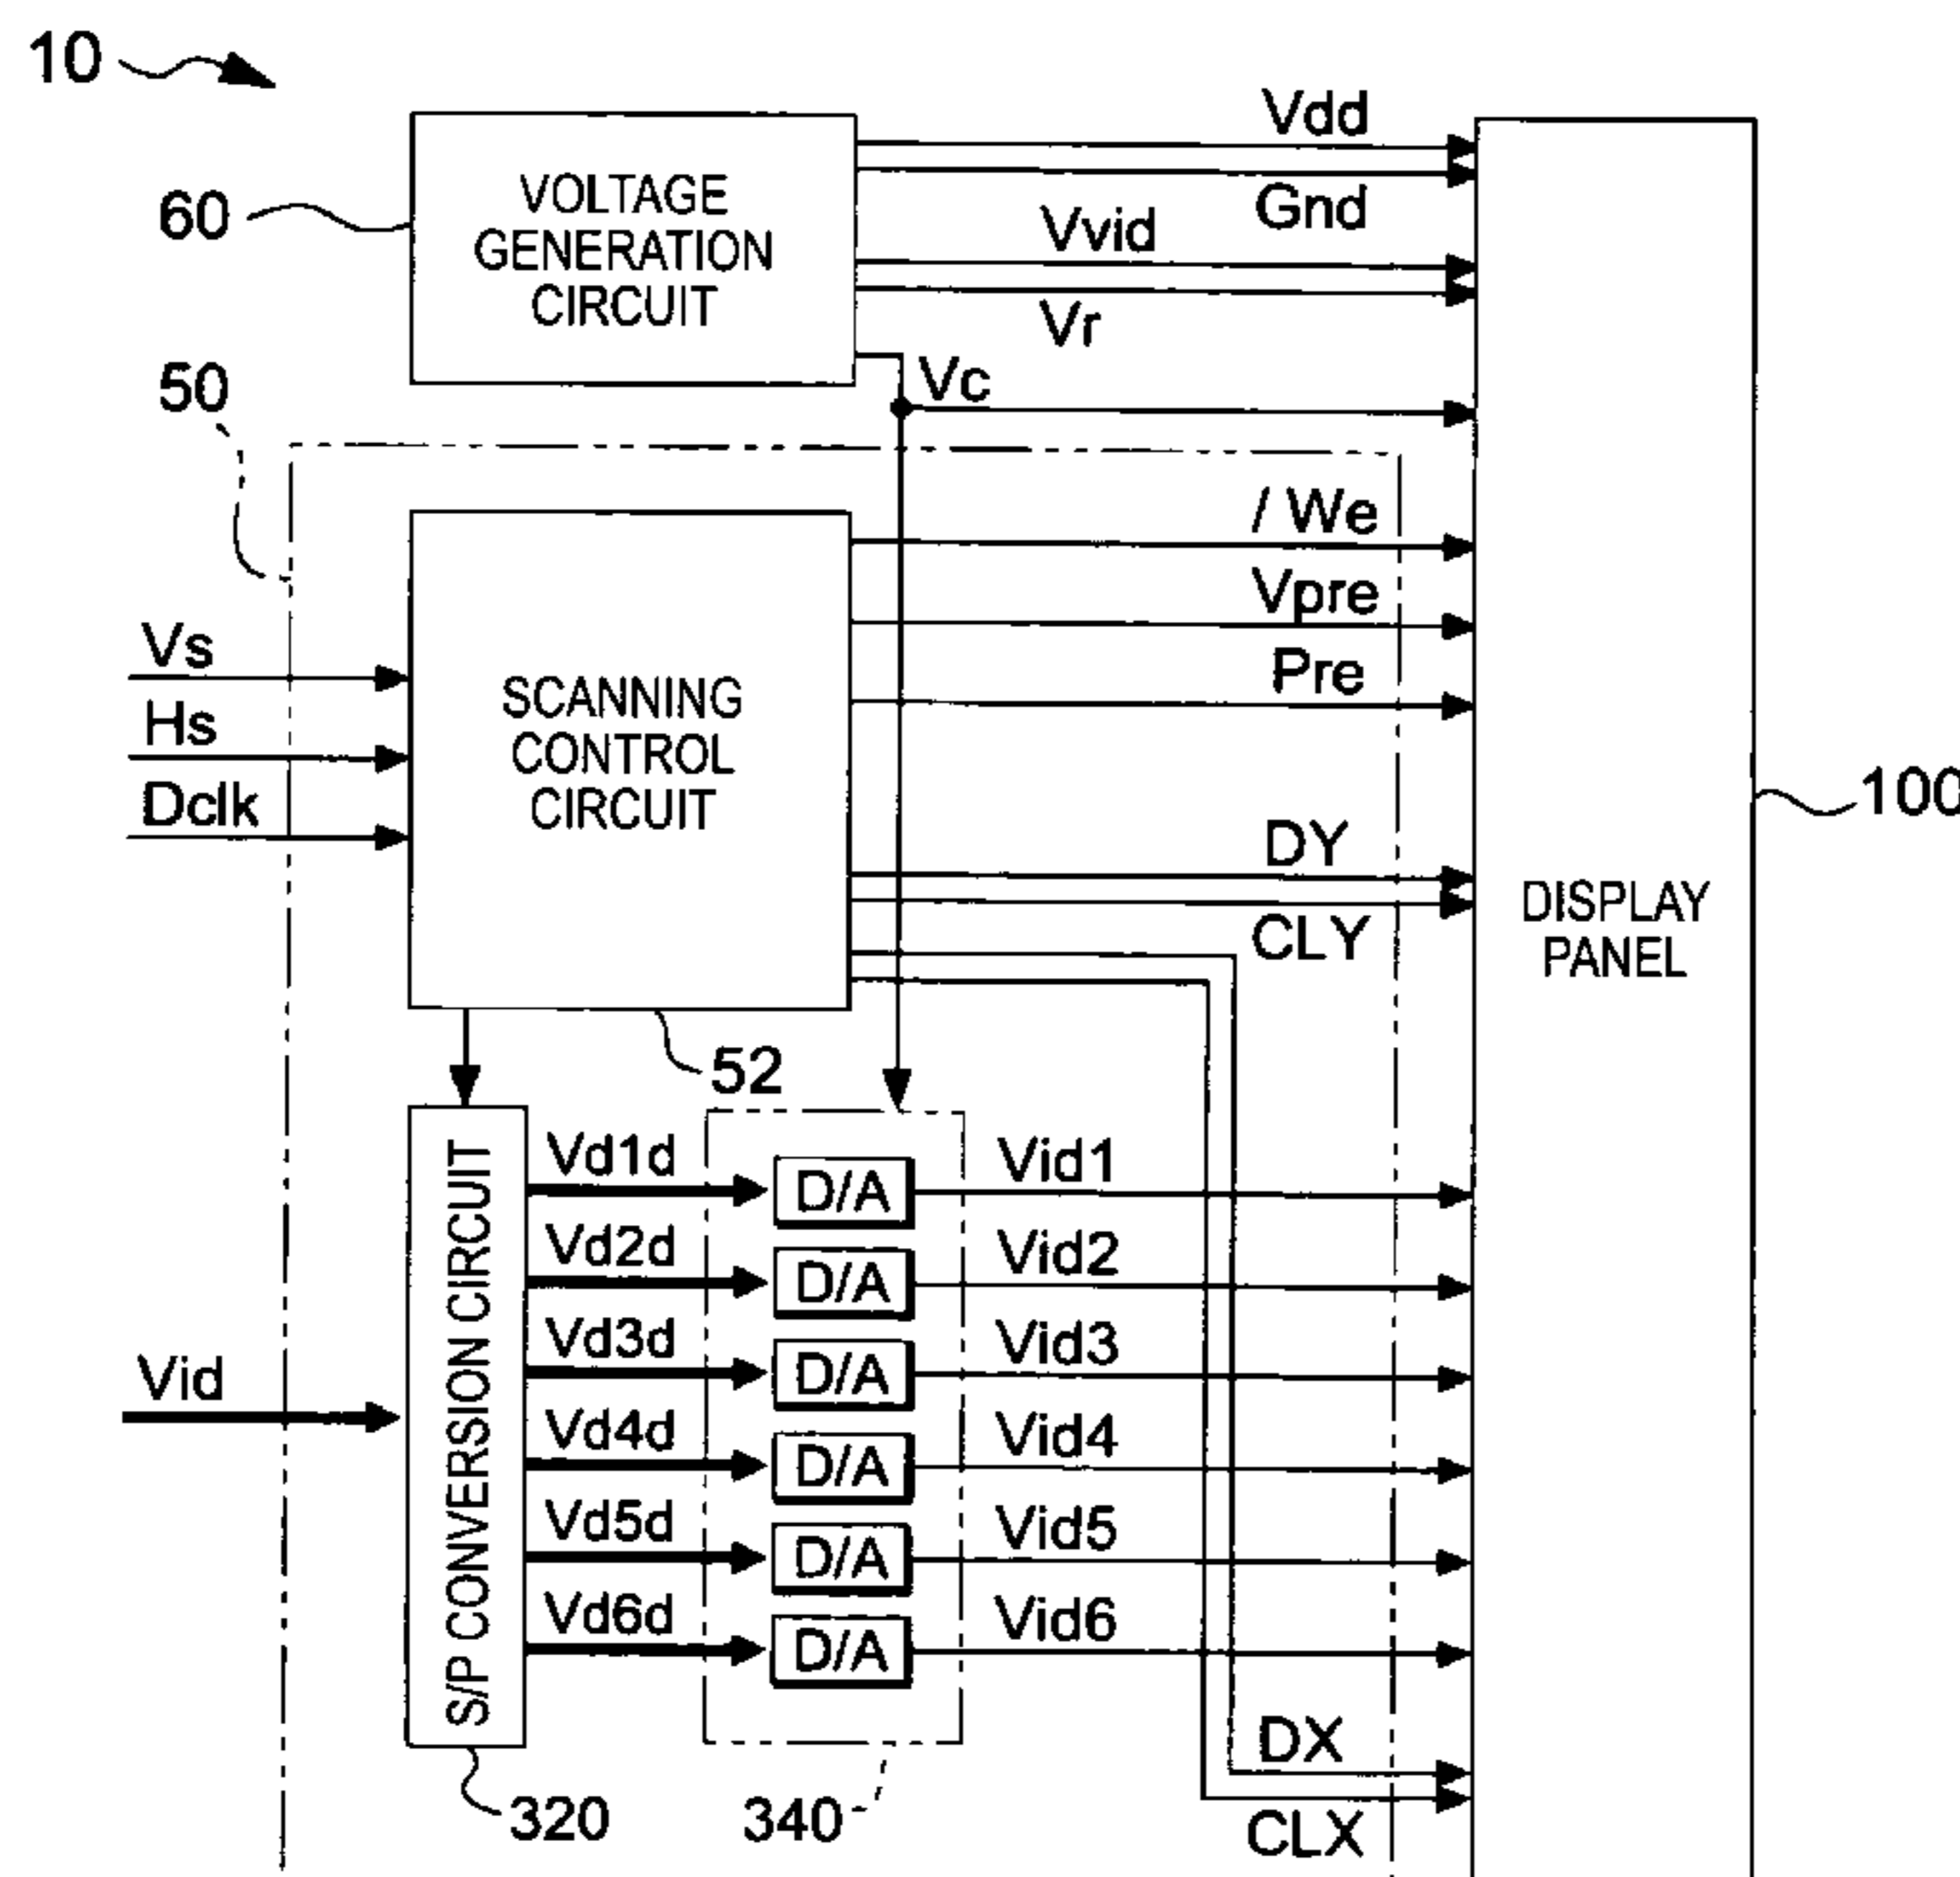 10
VOLTAGE
GENERATION
CIRCUIT
60
Vdd
Gnd
Vvid
Vr
Vc
50
/ We
Vpre
Pre
Vs
Hs
Dclk
SCANNING
CONTROL
CIRCUIT
100
DY
CLY
DISPLAY
PANEL
52
S/P CONVERSION CIRCUIT
Vd1d
D/A
Vid1
Vd2d
D/A
Vid2
Vd3d
D/A
Vid3
Vid
Vd4d
D/A
Vid4
Vd5d
D/A
Vid5
Vd6d
D/A
Vid6
DX
CLX
320
340